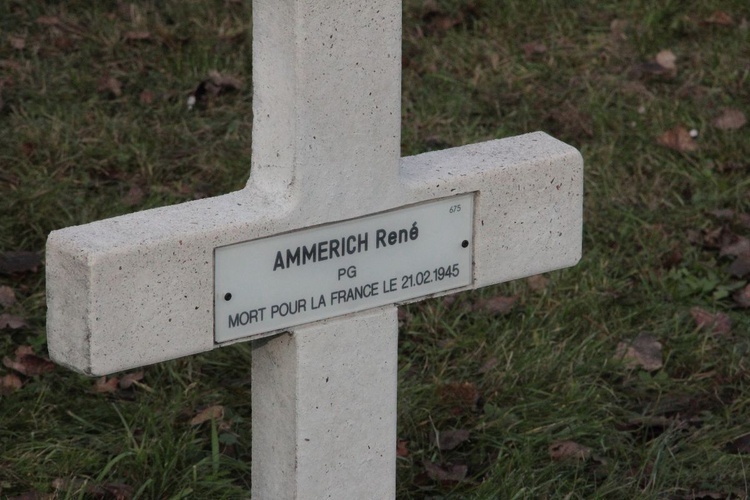 675
AMMERICH René
PG
MORT POUR LA FRANCE LE 21.02.1945